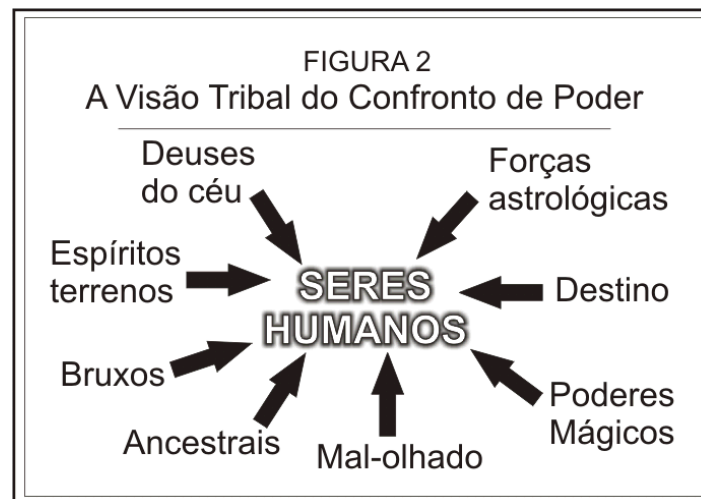 FIGURA 2
A Visão Tribal do Confronto de Poder
Deuses
do céu
Forças
astrológicas
Espíritos
terrenos
SERES
HUMANOS
Destino
Bruxos
Poderes
Mágicos
Ancestrais
Mal-olhado